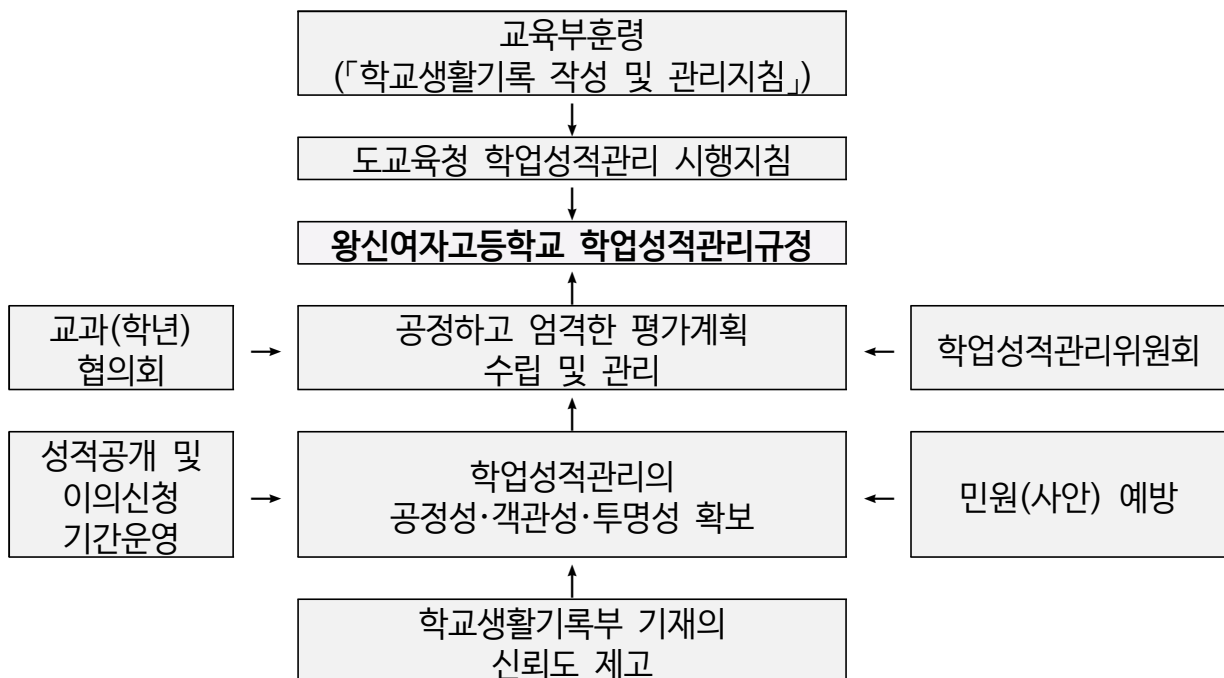 교육부훈령
(「학교생활기록 작성 및 관리지침」)
도교육청 학업성적관리 시행지침
왕신여자고등학교 학업성적관리규정
교과(학년)
협의회
공정하고 엄격한 평가계획
수립 및 관리
학업성적관리위원회
성적공개 및
이의신청
기간운영
학업성적관리의
공정성·객관성·투명성 확보
민원(사안) 예방
학교생활기록부 기재의
신뢰도 제고